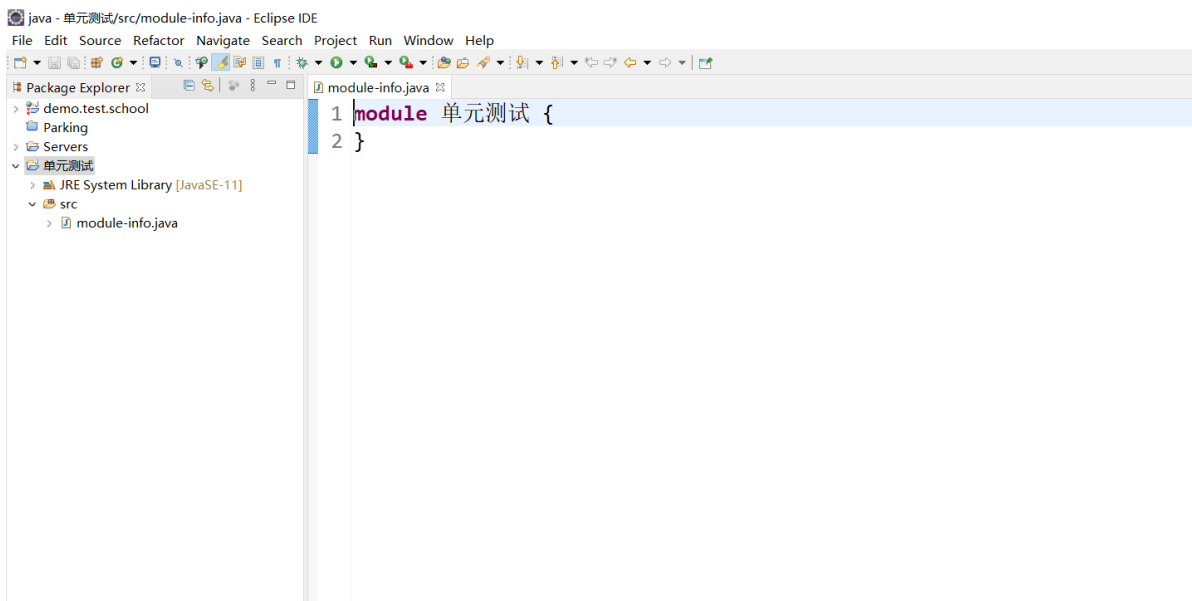 java - 单元测试/src/module-info.java - Eclipse IDE
File Edit Source Refactor Navigate Search Project Run Window Help
Package Explorer
module-info.java
demo.test.school
Parking
Servers
单元测试
JRE System Library [JavaSE-11]
src
module-info.java
1 module 单元测试 {
2 }